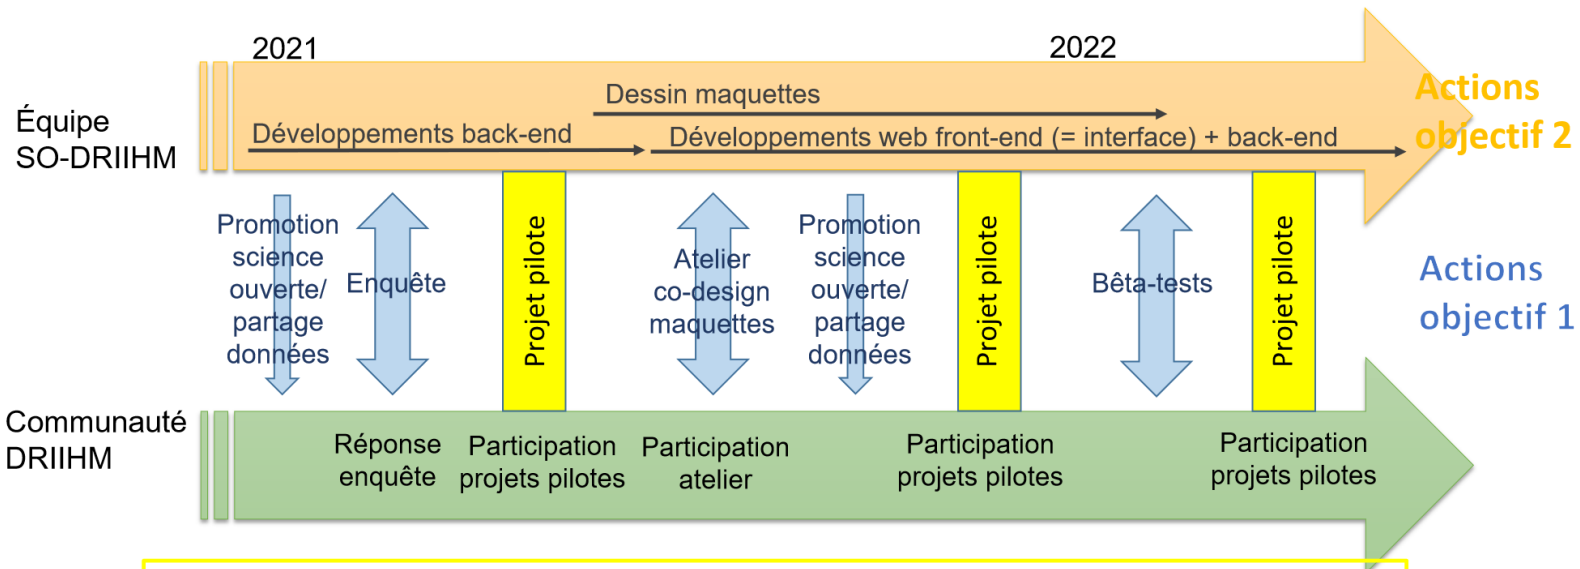 2021
2022
Dessin maquettes
Développements back-end
Développements web front-end (= interface) + back-end
Équipe
SO-DRIIHM
Actions
objectif 2
Promotion
science
ouverte/
partage
données
Enquête
Projet pilote
Atelier
co-design
maquettes
Promotion
science
ouverte/
partage
données
Projet pilote
Bêta-tests
Projet pilote
Actions
objectif 1
Communauté
DRIIHM
Réponse
enquête
Participation
projets pilotes
Participation
atelier
Participation
projets pilotes
Participation
projets pilotes